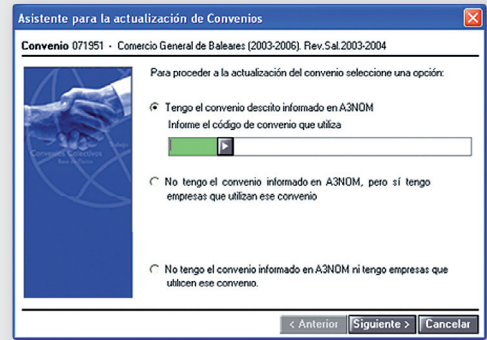 Asistente para la actualización de Convenios
Convenio 071951 - Comercio General de Baleares (2003-2006). Rev.Sal.2003-2004
Para proceder a la actualización del convenio seleccione una opción:
Tengo el convenio descrito informado en A3NOM
Informe el código de convenio que utiliza
No tengo el convenio informado en A3NOM, pero sí tengo
empresas que utilizan ese convenio
No tengo el convenio informado en A3NOM ni tengo empresas que
utilicen ese convenio.
Convenios Colectivos
< Anterior Siguiente > Cancelar